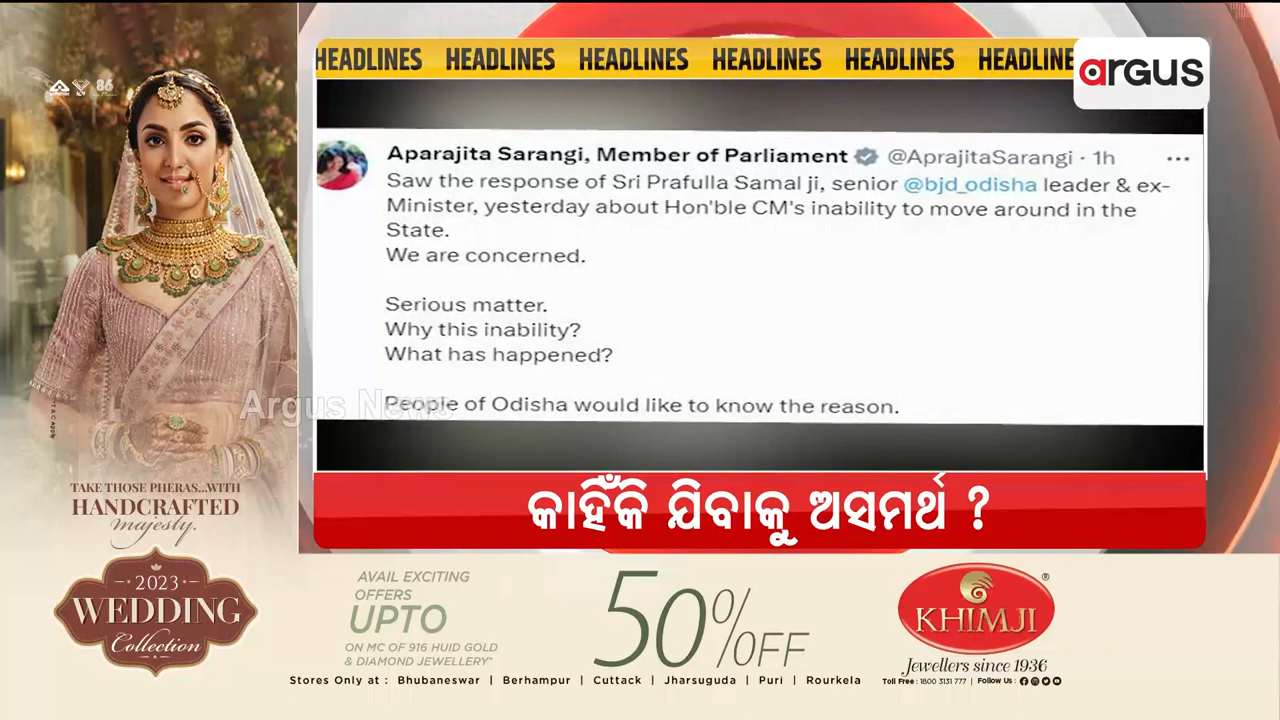 HEADLINES HEADLINES HEADLINES HEADLINES HEADLINES HEADLINE
argus
86
Aparajita Sarangi, Member of Parliament @AprajitaSarangi · 1h ...
Saw the response of Sri Prafulla Samal ji, senior @bjd_odisha leader & ex-
Minister, yesterday about Hon'ble CM's inability to move around in the
State.
We are concerned.
Serious matter.
Why this inability?
What has happened?
People of Odisha would like to know the reason.
Argus News
କାହିଁକି ଯିବାକୁ ଅସମର୍ଥ ?
T&C Apply
TAKE THOSE PHERAS...WITH
HANDCRAFTED
majesty.
2023
WEDDING
Collection
AVAIL EXCITING
OFFERS
UPTO
ON MC OF 916 HUID GOLD
& DIAMOND JEWELLERY*
50% OFF
KHIMJI ®
Jewellers since 1936
Stores Only at : Bhubaneswar | Berhampur | Cuttack | Jharsuguda | Puri | Rourkela
Toll Free : 1800 3131 777 | Follow Us :